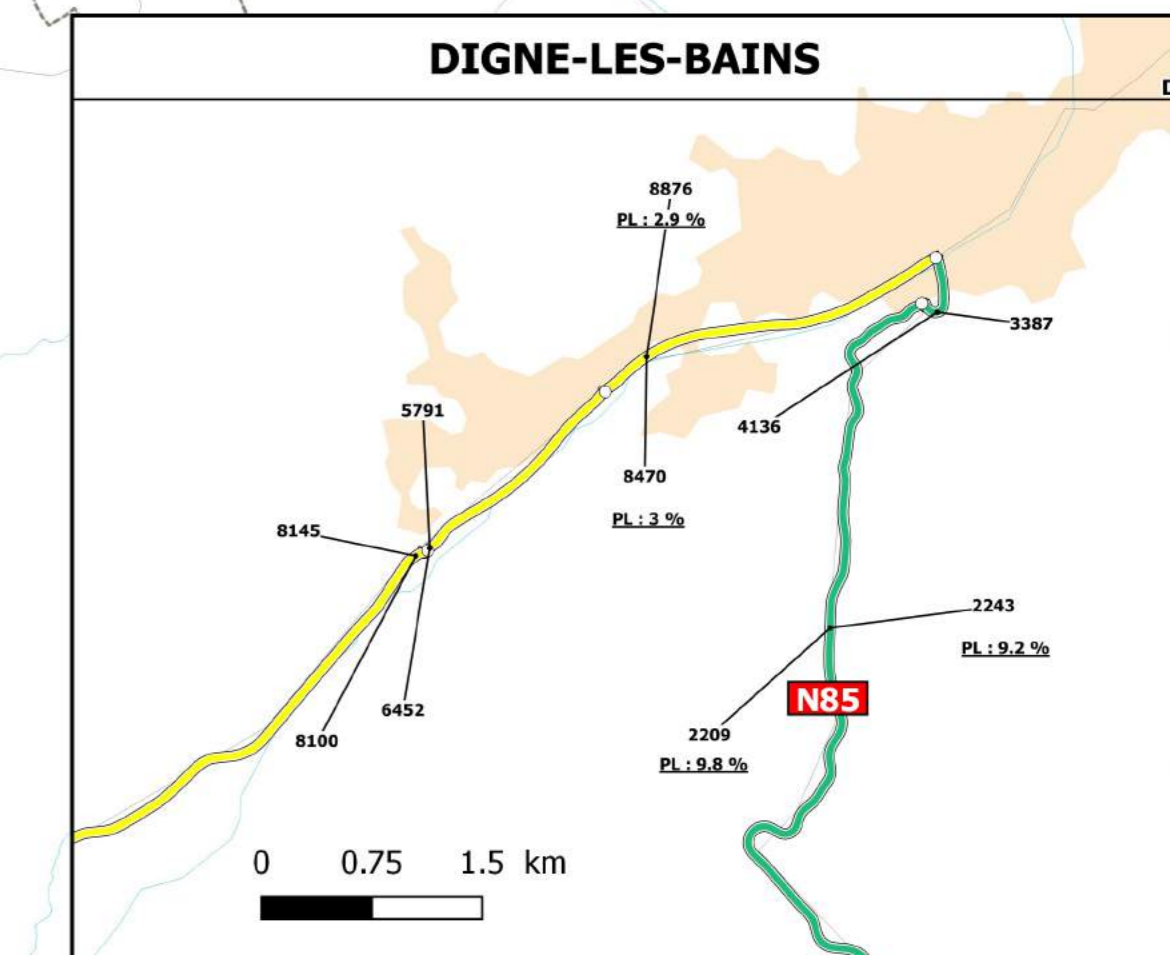 DIGNE-LES-BAINS
D
8876
PL : 2.9 %
3387
5791
4136
8470
PL : 3 %
8145
2243
PL : 9.2 %
N85
6452
2209
8100
PL : 9.8 %
0 0.75 1.5 km